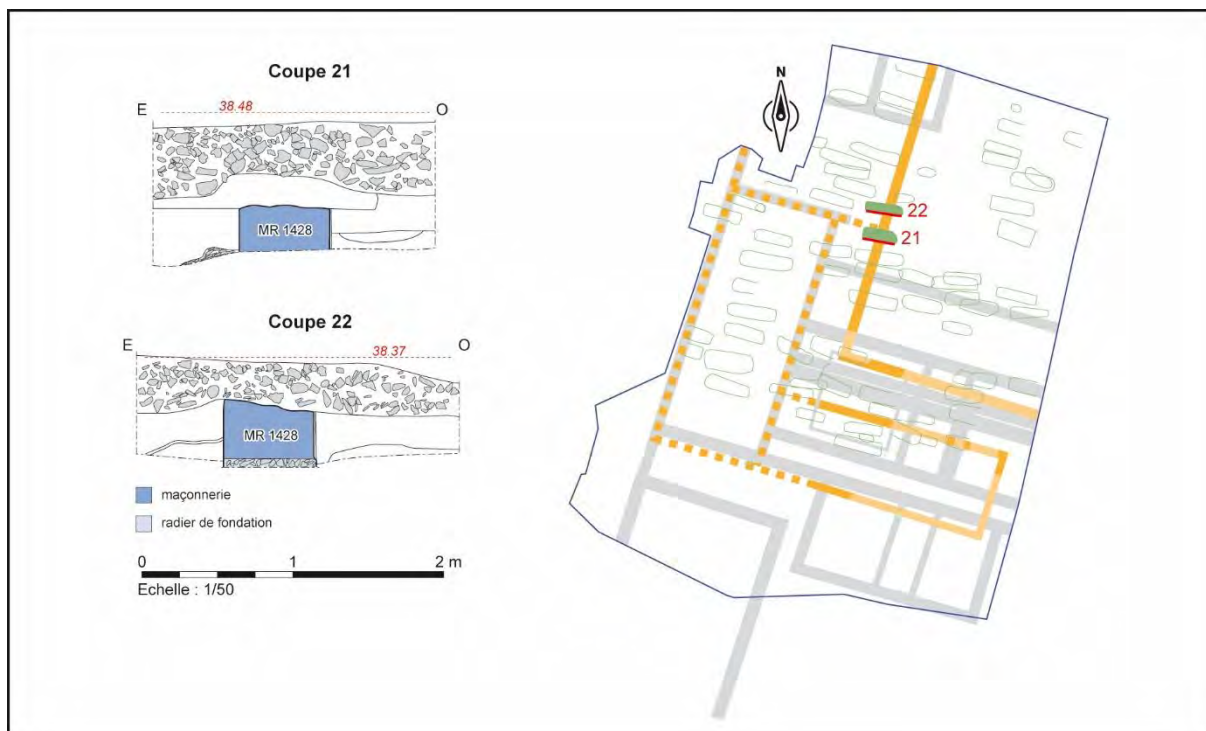 Coupe 21
E
38.48
O
MR 1428
Coupe 22
E
38.37
O
MR 1428
maçonnerie
radier de fondation
0 1 2 m
Echelle : 1/50
N
22
21